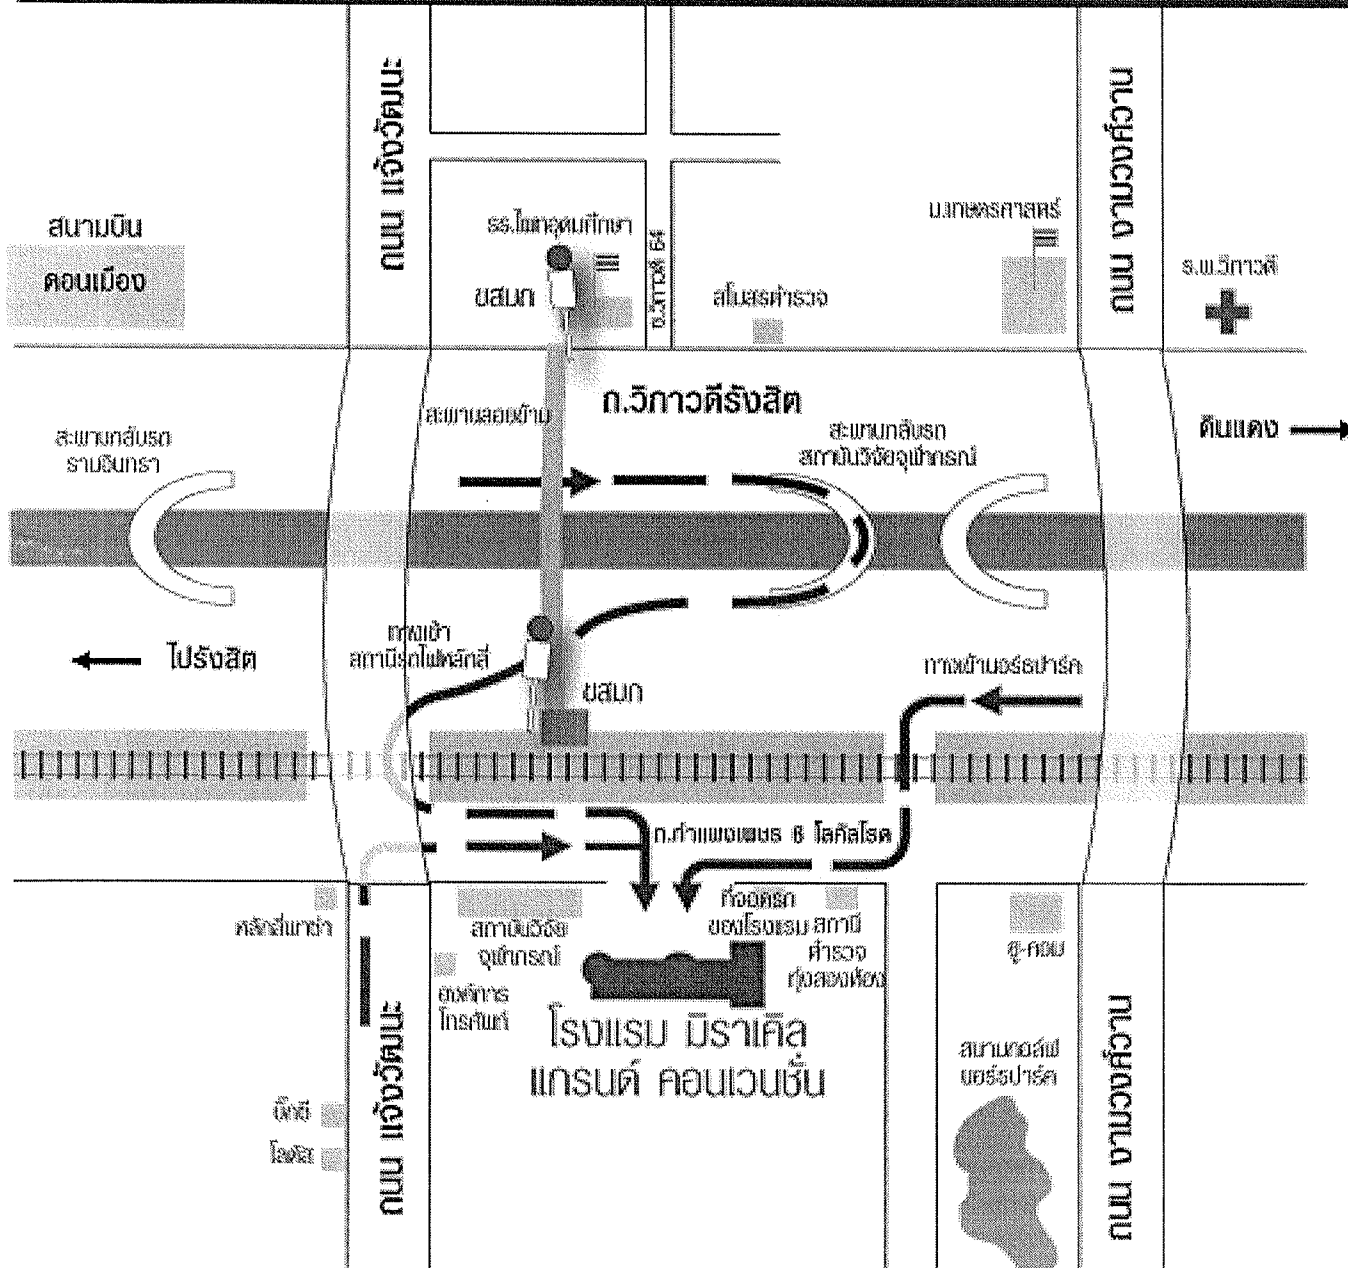 ถนน แจ้งวัฒนะ
ถนน งามวงศ์วาน
สนามบิน
ดอนเมือง
รร.ไผทอุดมศึกษา
ขสมก
ซ.วิภาวดี 64
สโมสรตำรวจ
ม.เกษตรศาสตร์
ร.พ.วิภาวดี
สะพานลอยข้าม
ถ.วิภาวดีรังสิต
สะพานกลับรถ
รามอินทรา
สะพานกลับรถ
สถาบันวิจัยจุฬาภรณ์
ดินแดง
ไปรังสิต
ทางเข้า
สถานีรถไฟหลักสี่
ขสมก
ทางเข้านอร์ธปาร์ค
ถ.กำแพงเพชร 6 โลคัลโรด
หลักสี่พลาซ่า
สถาบันวิจัย
จุฬาภรณ์
องค์การ
โทรศัพท์
ที่จอดรถ
ของโรงแรม
สถานี
ตำรวจ
ทุ่งสองห้อง
ยู-คอม
โรงแรม มิราเคิล
แกรนด์ คอนเวนชั่น
สนามกอล์ฟ
นอร์ธปาร์ค
บิ๊กซี
โลตัส
ถนน แจ้งวัฒนะ
ถนน งามวงศ์วาน